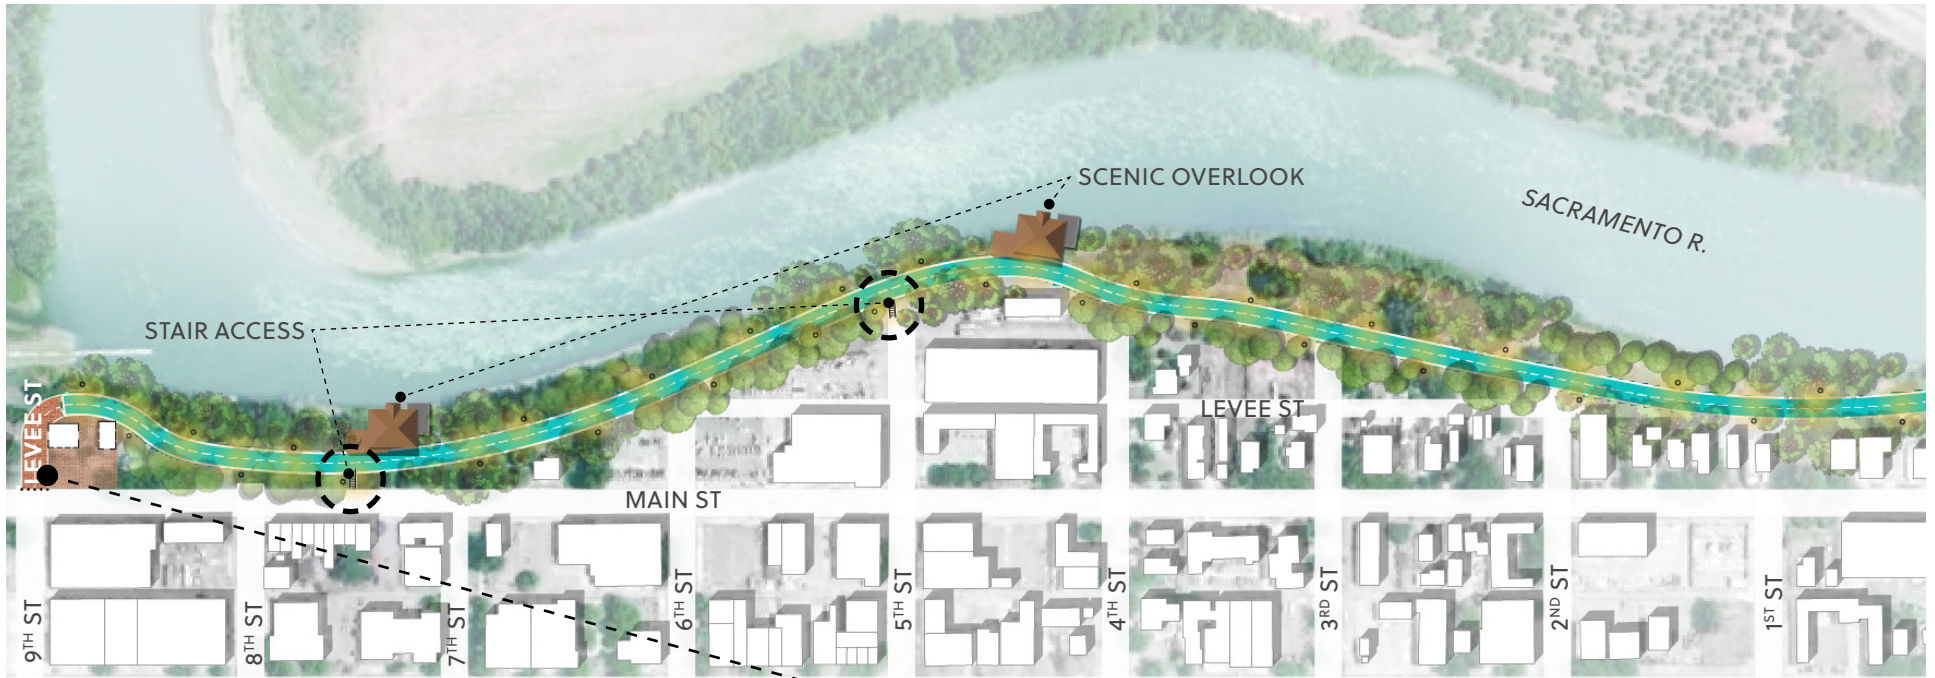 SCENIC OVERLOOK
SACRAMENTO R.
STAIR ACCESS
LEVEE ST
LEVEE ST
MAIN ST
9TH ST
8TH ST
7TH ST
6TH ST
5TH ST
4TH ST
3RD ST
2ND ST
1ST ST